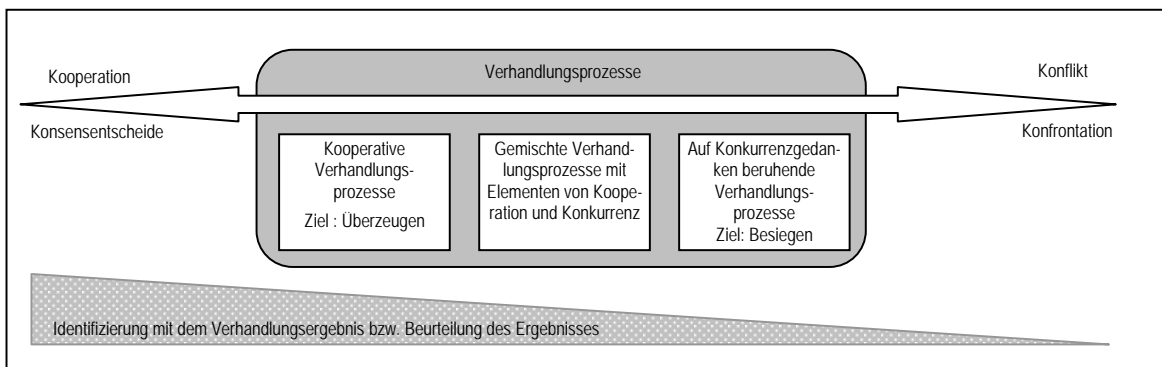 Verhandlungsprozesse
Kooperation
Konsensentscheide
Konflikt
Konfrontation
Kooperative
Verhandlungs-
prozesse
Ziel : Überzeugen
Gemischte Verhand-
lungsprozesse mit
Elementen von Koope-
ration und Konkurrenz
Auf Konkurrenzgedan-
ken beruhende
Verhandlungs-
prozesse
Ziel: Besiegen
Identifizierung mit dem Verhandlungsergebnis bzw. Beurteilung des Ergebnisses